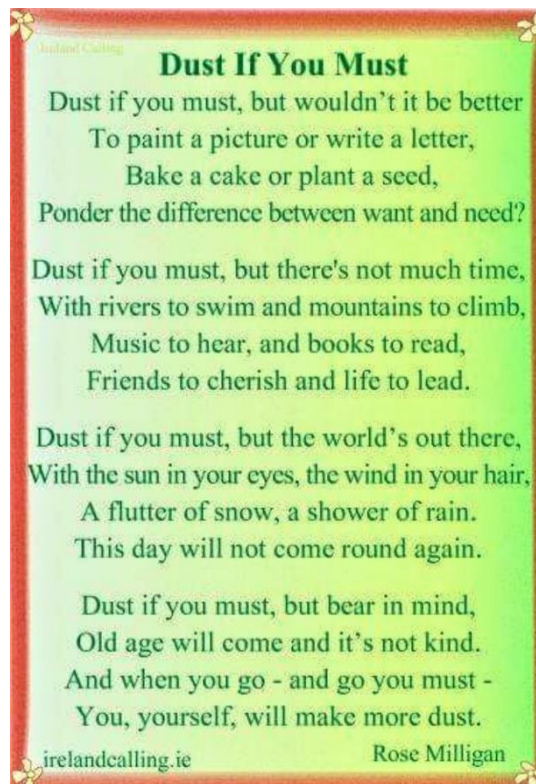 Ireland Calling
Dust If You Must
Dust if you must, but wouldn't it be better
To paint a picture or write a letter,
Bake a cake or plant a seed,
Ponder the difference between want and need?
Dust if you must, but there's not much time,
With rivers to swim and mountains to climb,
Music to hear, and books to read,
Friends to cherish and life to lead.
Dust if you must, but the world's out there,
With the sun in your eyes, the wind in your hair,
A flutter of snow, a shower of rain.
This day will not come round again.
Dust if you must, but bear in mind,
Old age will come and it's not kind.
And when you go - and go you must -
You, yourself, will make more dust.
irelandcalling.ie
Rose Milligan